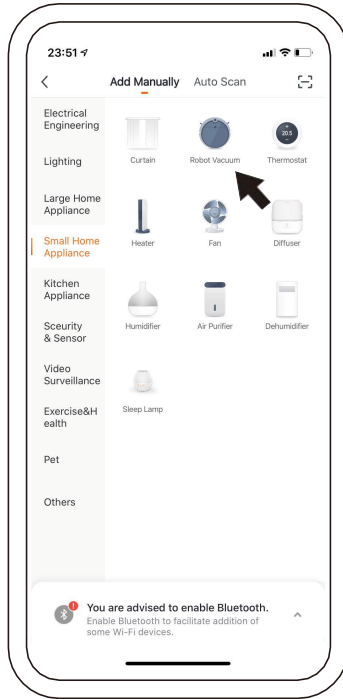 23:51
Add Manually Auto Scan
Electrical
Engineering
Lighting
Large Home
Appliance
Small Home
Appliance
Kitchen
Appliance
Sceurity
& Sensor
Video
Surveillance
Exercise&H
ealth
Pet
Others
Curtain Robot Vacuum Thermostat
20.5
Heater Fan Diffuser
Humidifier Air Purifier Dehumidifier
Sleep Lamp
You are advised to enable Bluetooth.
Enable Bluetooth to facilitate addition of
some Wi-Fi devices.